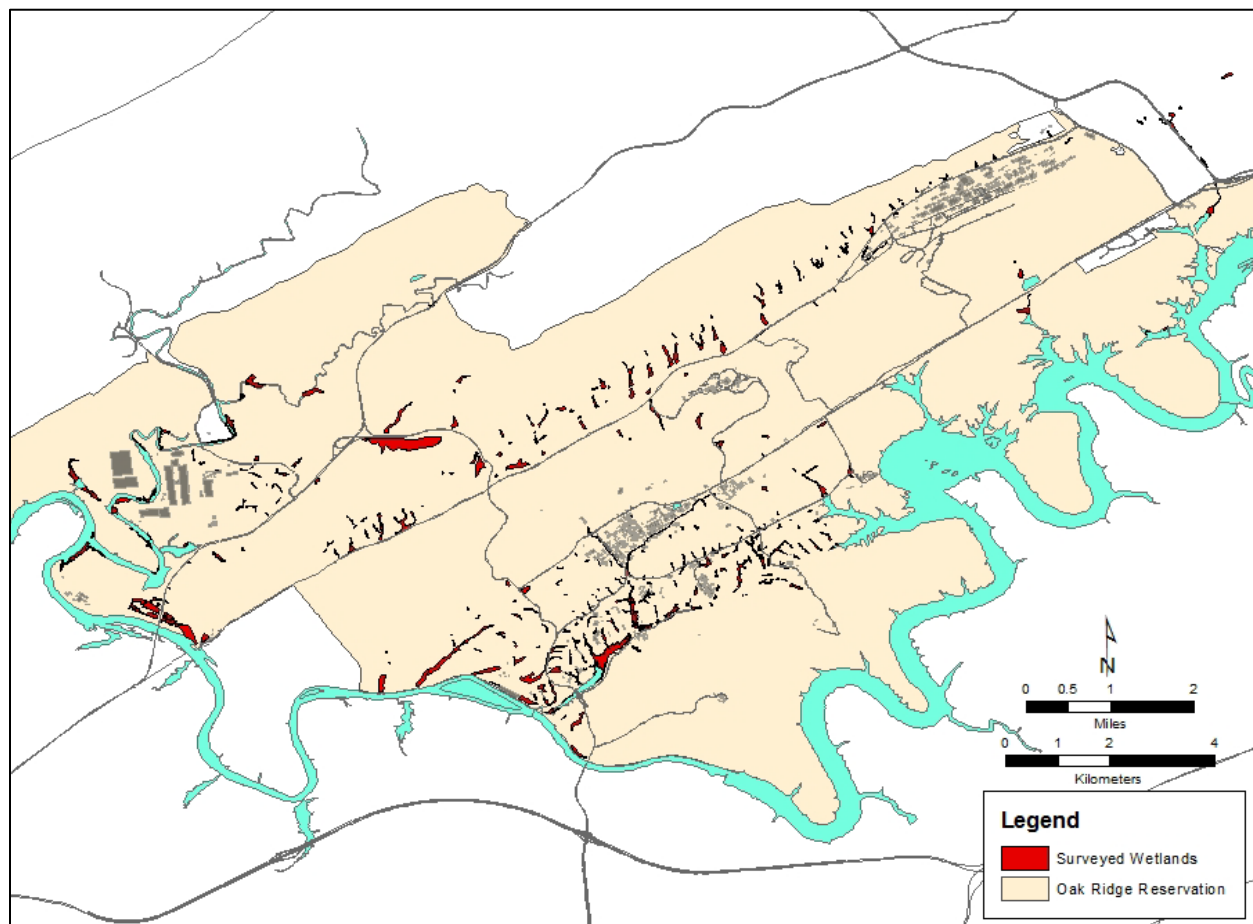 N
0 0.5 1 2
Miles
0 1 2 4
Kilometers
Legend
Surveyed Wetlands
Oak Ridge Reservation